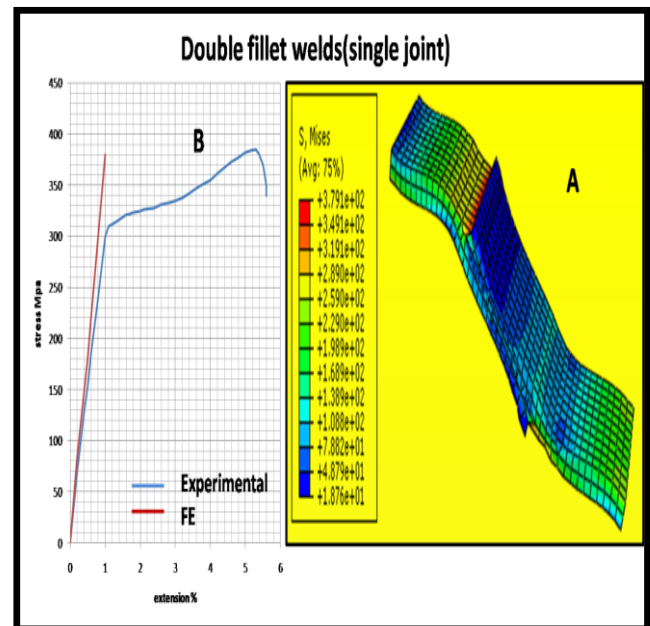 Double fillet welds(single joint)
450
400
350
300
250
200
150
100
50
0
stress Mpa
B
Experimental
FE
0 1 2 3 4 5 6
extension%
S, Mises
(Avg: 75%)
+3.791e+02
+3.491e+02
+3.191e+02
+2.890e+02
+2.590e+02
+2.290e+02
+1.989e+02
+1.689e+02
+1.389e+02
+1.088e+02
+7.882e+01
+4.879e+01
+1.876e+01
A